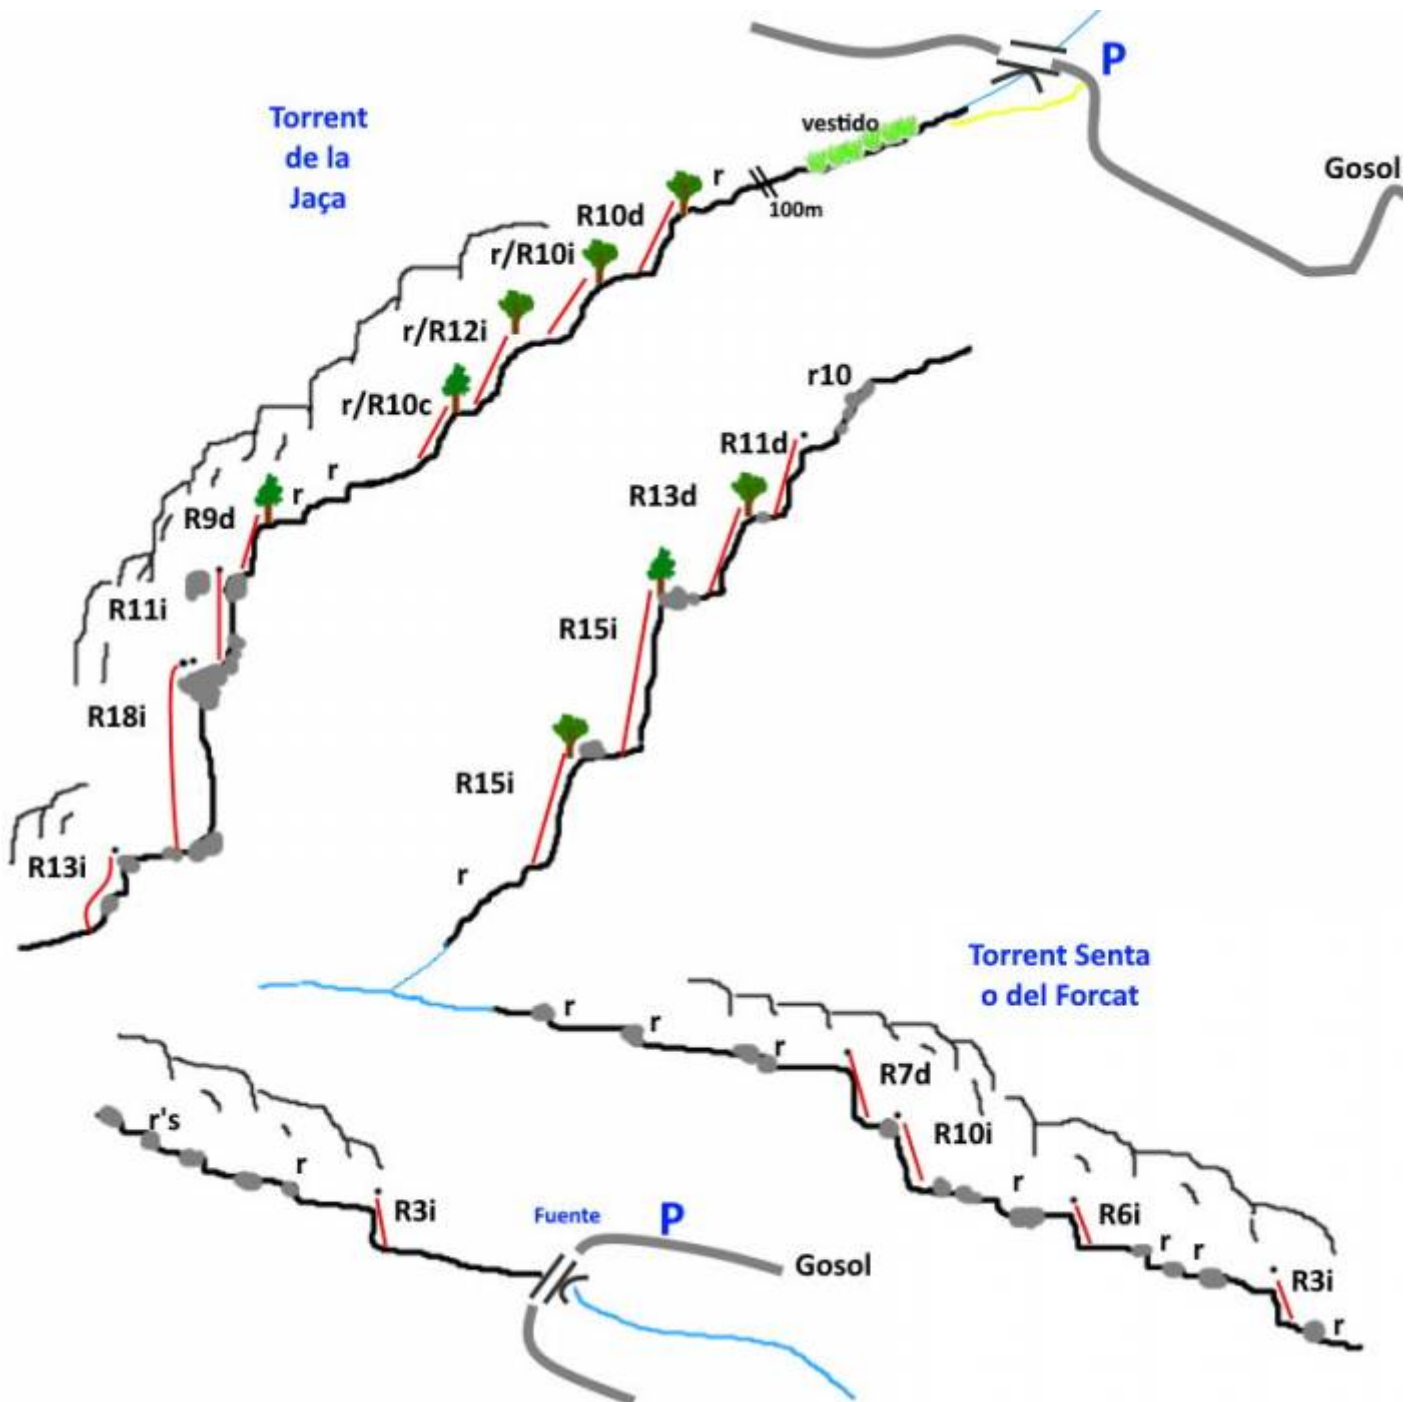 P
Torrent
de la
Jaça
vestido
Gosol
r
100m
R10d
r/R10i
r/R12i
r/R10c
r
r
R9d
R11i
R18i
R13i
r10
R11d
R13d
R15i
R15i
r
Torrent Senta
o del Forcat
r
r
r
R7d
R10i
r
R6i
r
r
R3i
r
r's
r
R3i
Fuente
P
Gosol